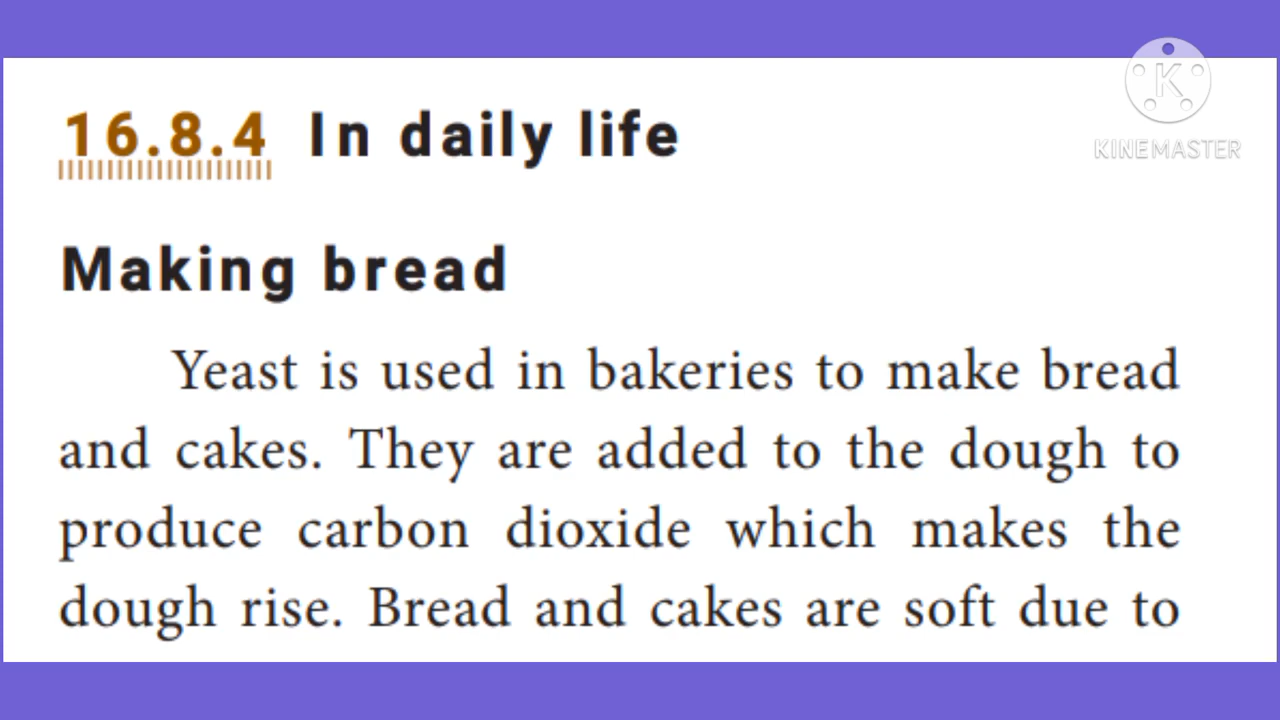 KINEMASTER
16.8.4 In daily life
Making bread
Yeast is used in bakeries to make bread
and cakes. They are added to the dough to
produce carbon dioxide which makes the
dough rise. Bread and cakes are soft due to